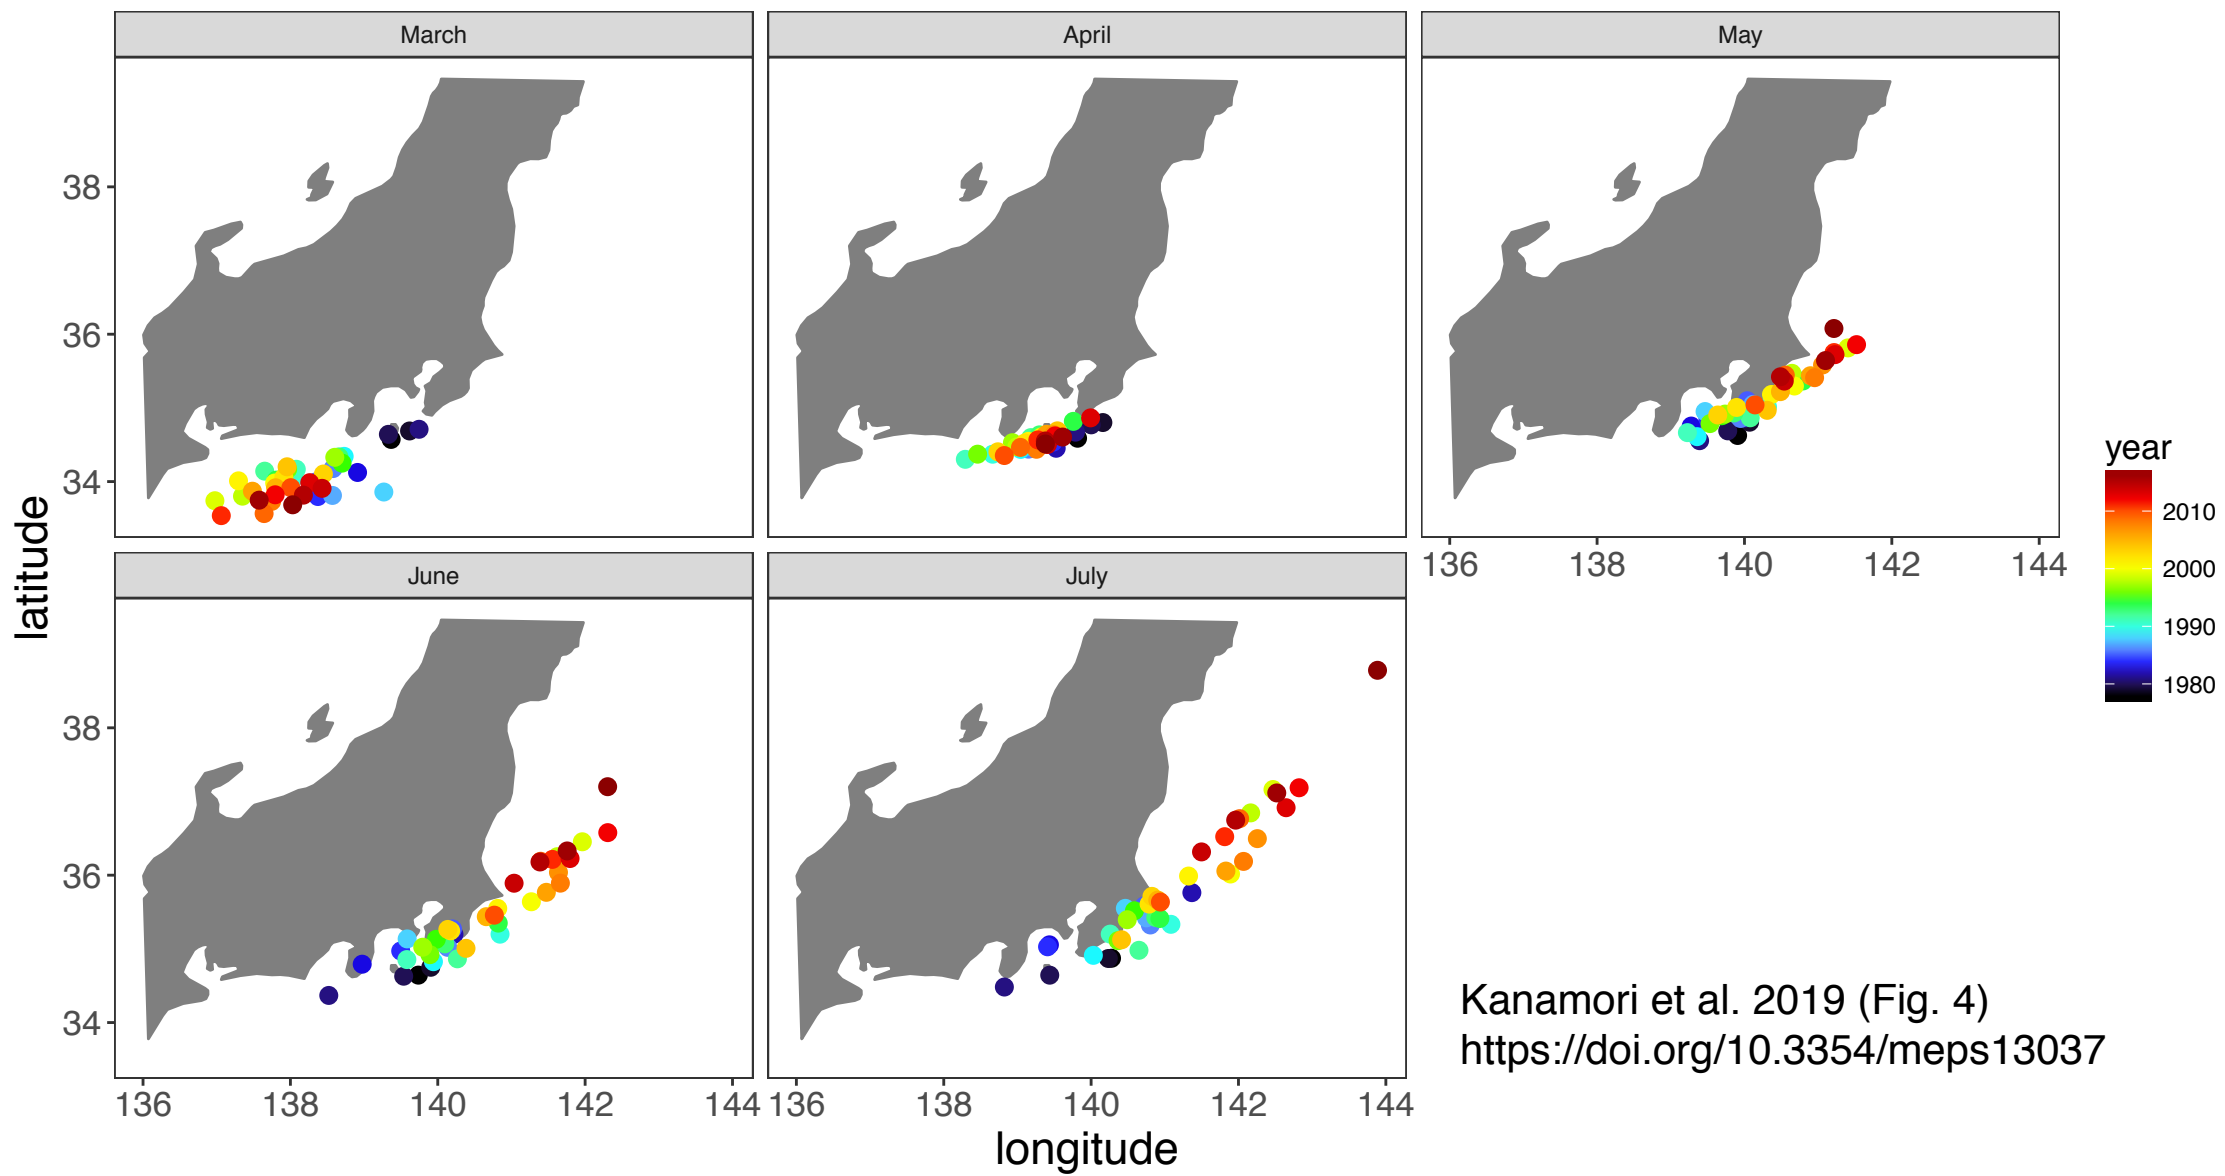 March
April
May
38
36
34
136
138
140
142
144
year
2010
2000
1990
1980
June
July
latitude
38
36
34
136
138
140
142
144
136
138
140
142
144
longitude
Kanamori et al. 2019 (Fig. 4)
https://doi.org/10.3354/meps13037